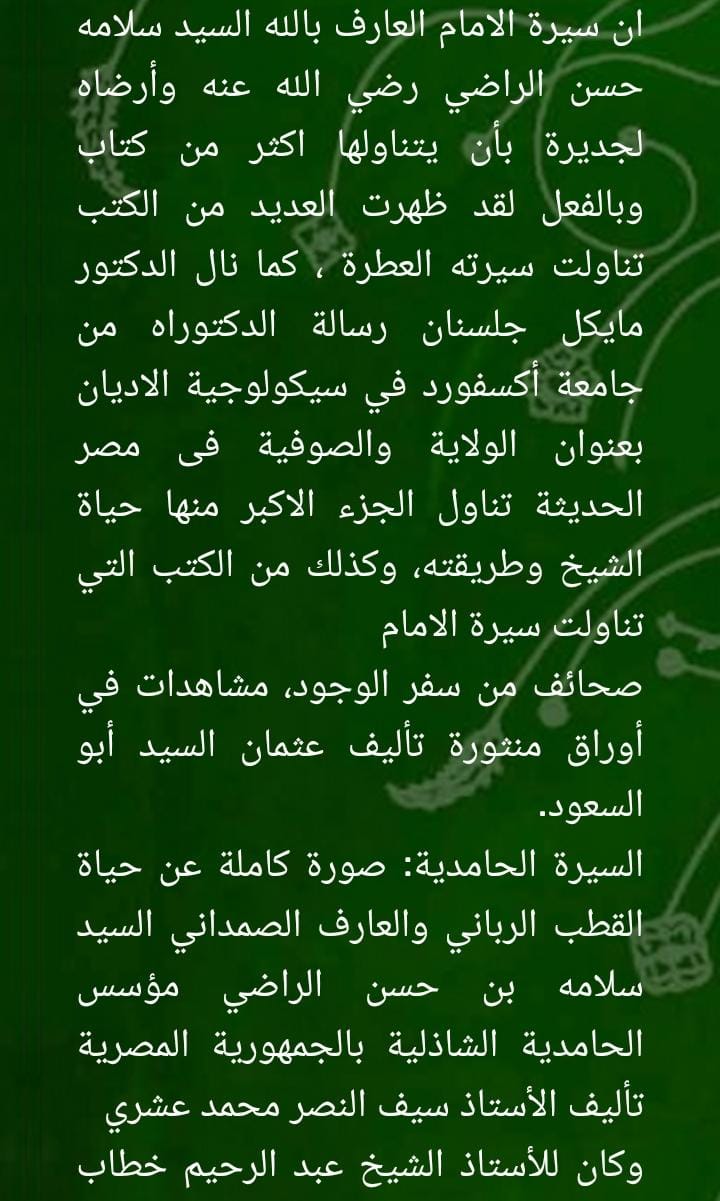 ان سيرة الامام العارف بالله السيد سلامه
حسن الراضي رضي الله عنه وأرضاه
لجديرة بأن يتناولها اكثر من كتاب
وبالفعل لقد ظهرت العديد من الكتب
تناولت سيرته العطرة ، كما نال الدكتور
مايكل جلسنان رسالة الدكتوراه من
جامعة أكسفورد في سيكولوجية الاديان
بعنوان الولاية والصوفية فى مصر
الحديثة تناول الجزء الاكبر منها حياة
الشيخ وطريقته، وكذلك من الكتب التي
تناولت سيرة الامام
صحائف من سفر الوجود، مشاهدات في
أوراق منثورة تأليف عثمان السيد أبو
السعود.
السيرة الحامدية: صورة كاملة عن حياة
القطب الرباني والعارف الصمداني السيد
سلامه بن حسن الراضي مؤسس
الحامدية الشاذلية بالجمهورية المصرية
تأليف الأستاذ سيف النصر محمد عشري
وكان للأستاذ الشيخ عبد الرحيم خطاب